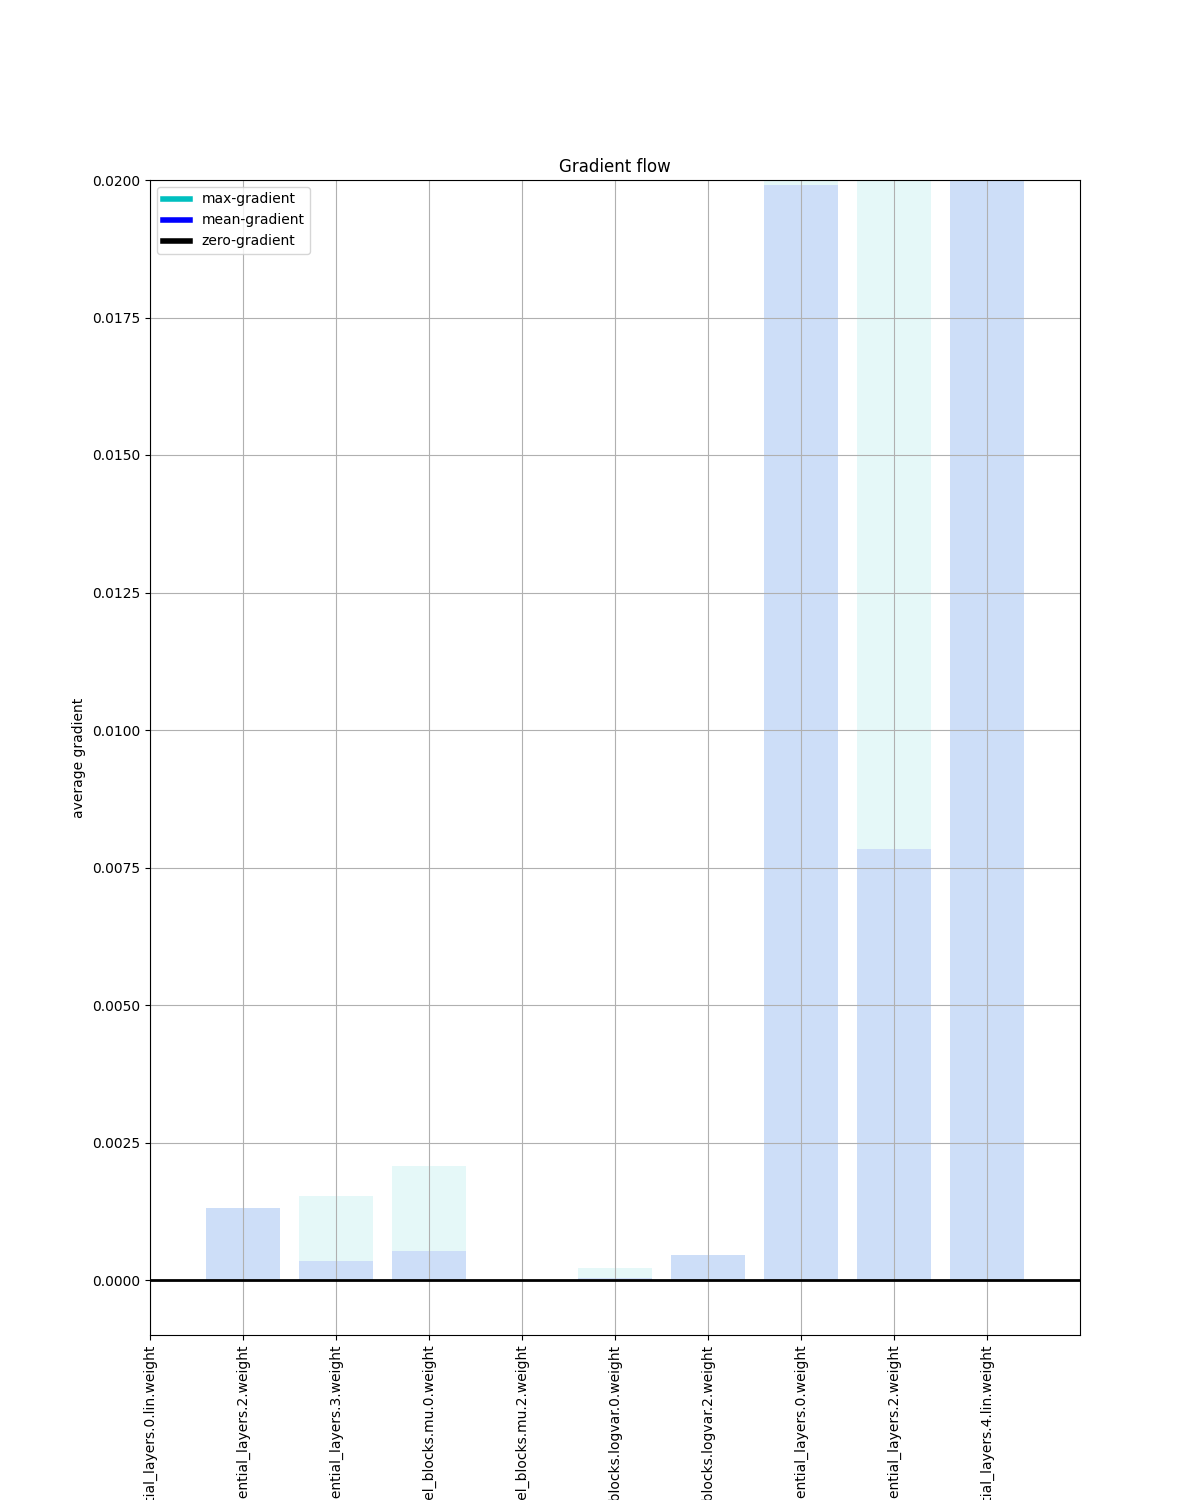 Gradient flow
max-gradient
mean-gradient
zero-gradient
average gradient
0.0200
0.0175
0.0150
0.0125
0.0100
0.0075
0.0050
0.0025
0.0000
tial_layers.0.lin.weight
ential_layers.2.weight
ential_layers.3.weight
el_blocks.mu.0.weight
el_blocks.mu.2.weight
blocks.logvar.0.weight
blocks.logvar.2.weight
ential_layers.0.weight
ential_layers.2.weight
tial_layers.4.lin.weight